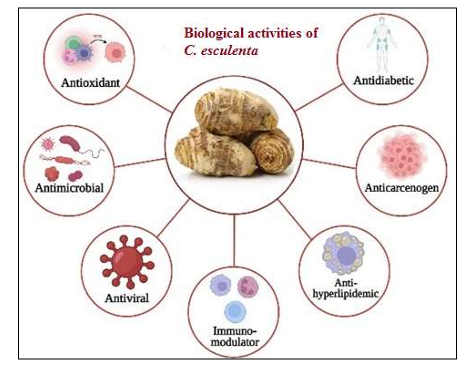 Biological activities of
C. esculenta
Antioxidant
Antidiabetic
Antimicrobial
Anticarcenogen
Antiviral
Anti-
hyperlipidemic
Immuno-
modulator